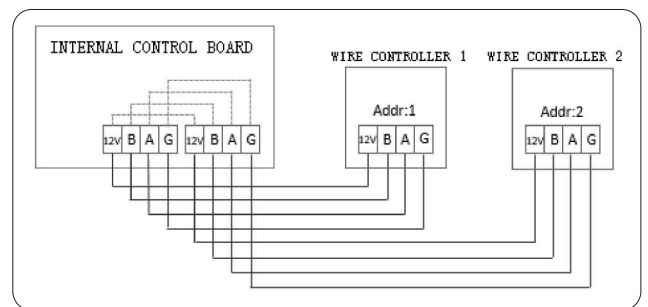 INTERNAL CONTROL BOARD
WIRE CONTROLLER 1
WIRE CONTROLLER 2
Addr:1
Addr:2
12V B A G 12V B A G
12V B A G
12V B A G